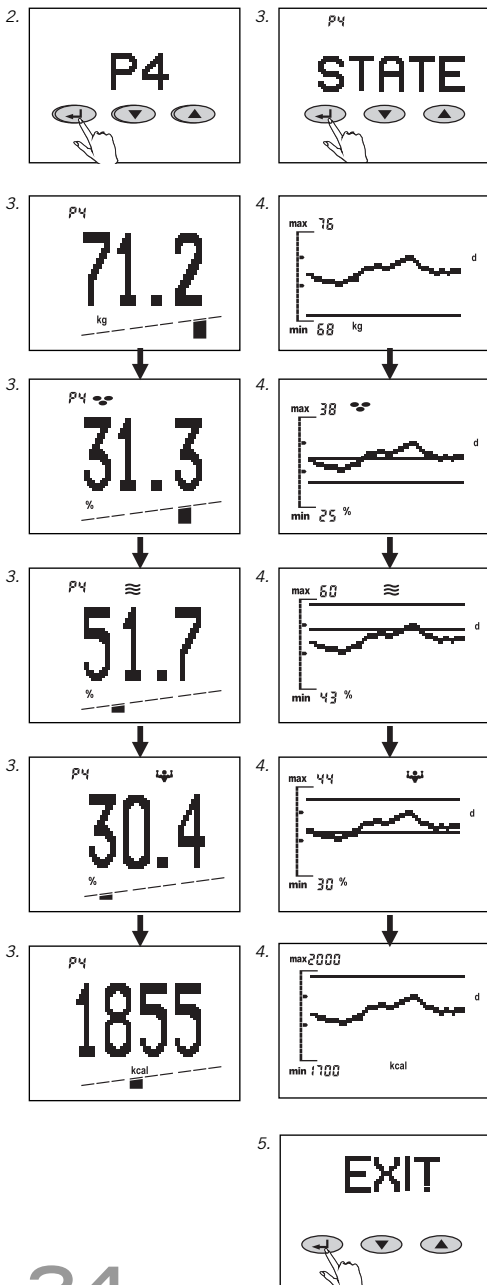 2.
P4
3.
P4
STATE
3.
P4
71.2
kg
4.
max 76
d
min 68 kg
3.
P4
31.3
%
4.
max 38
d
min 25 %
3.
P4
51.7
%
4.
max 60
d
min 43 %
3.
P4
30.4
%
4.
max 44
d
min 30 %
3.
P4
1855
kcal
4.
max 2000
d
min 1700 kcal
5.
EXIT